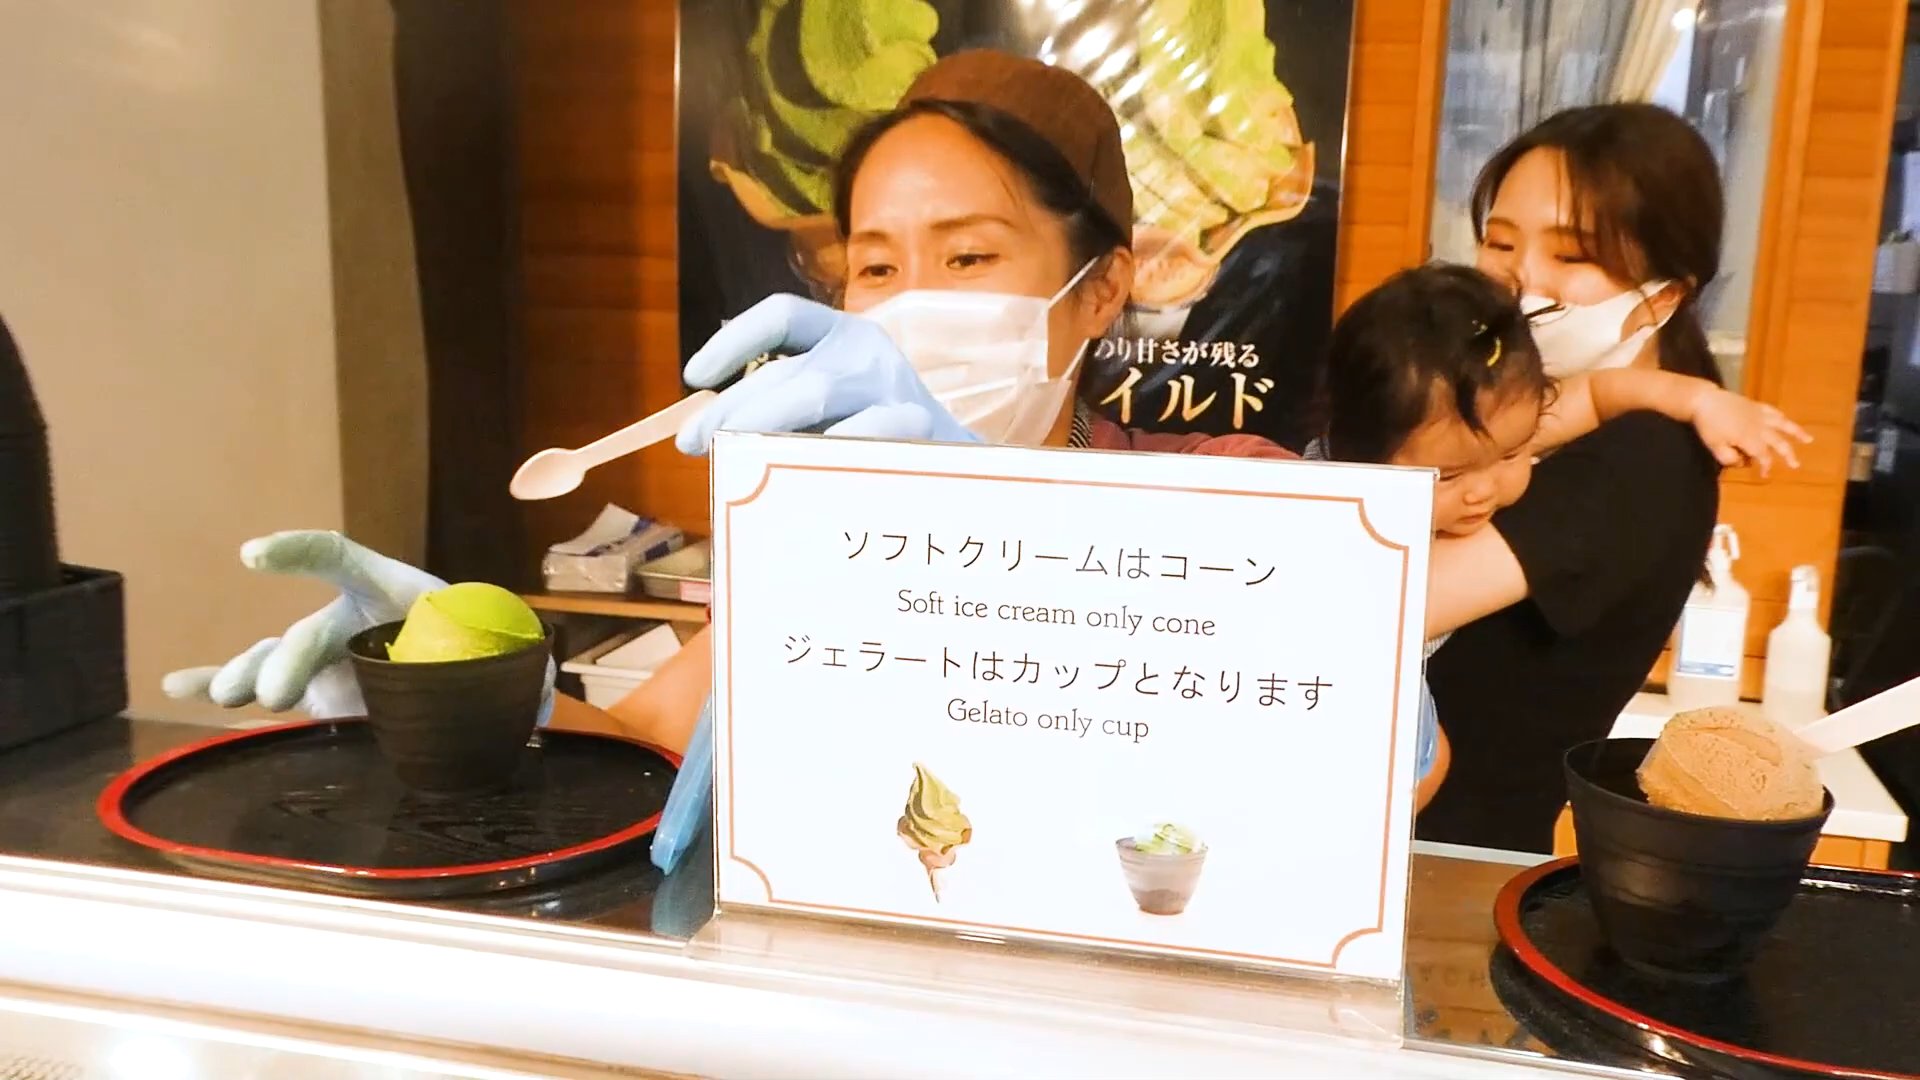 のり甘さが残る
イルド
ソフトクリームはコーン
Soft ice cream only cone
ジェラートはカップとなります
Gelato only cup